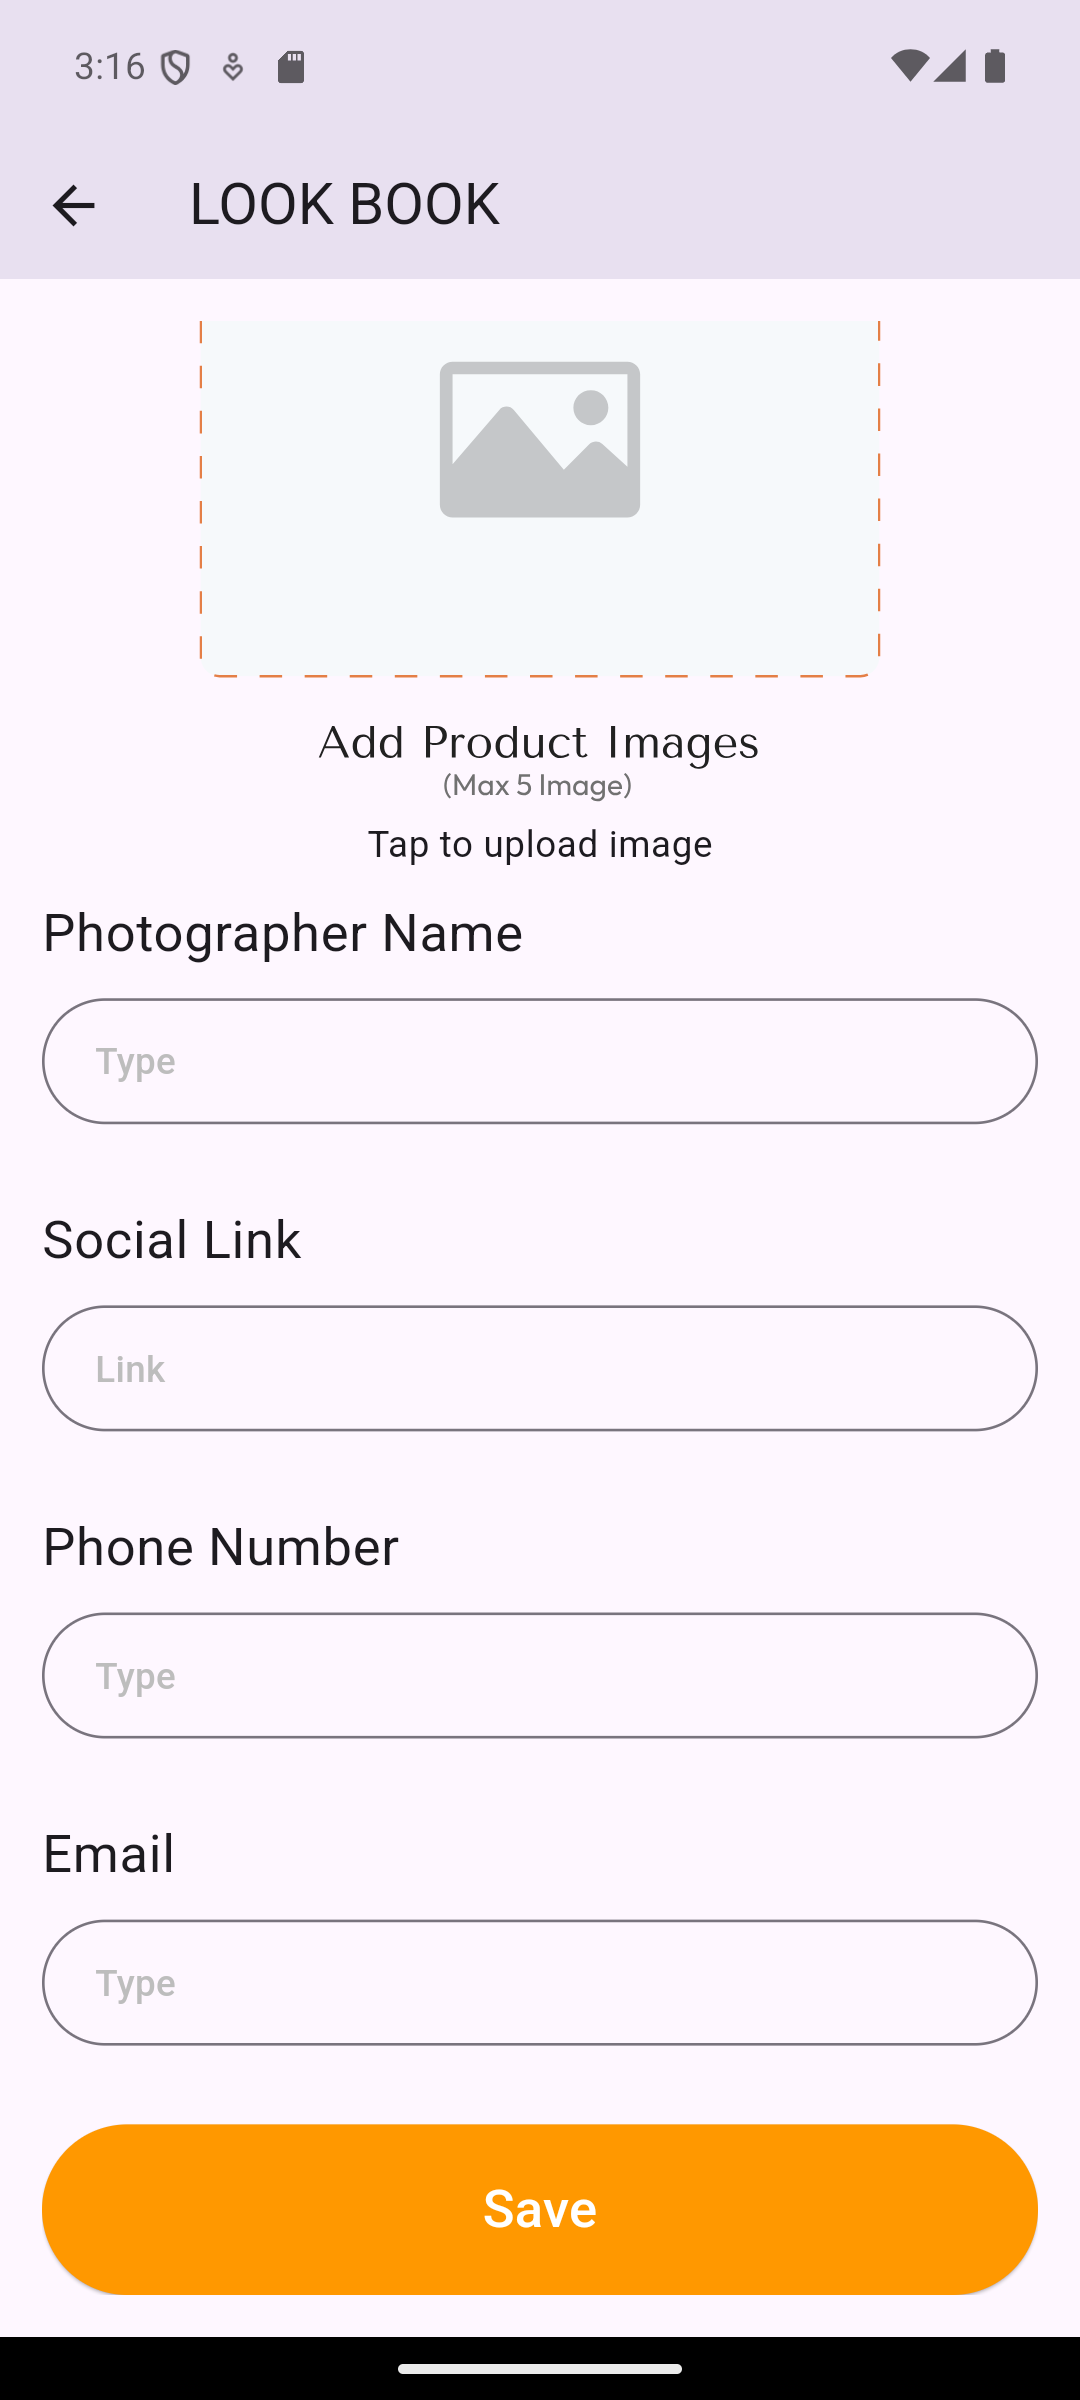 3:16
LOOK BOOK
Add Product Images
(Max 5 Image)
Tap to upload image
Photographer Name
Type
Social Link
Link
Phone Number
Type
Email
Type
Save